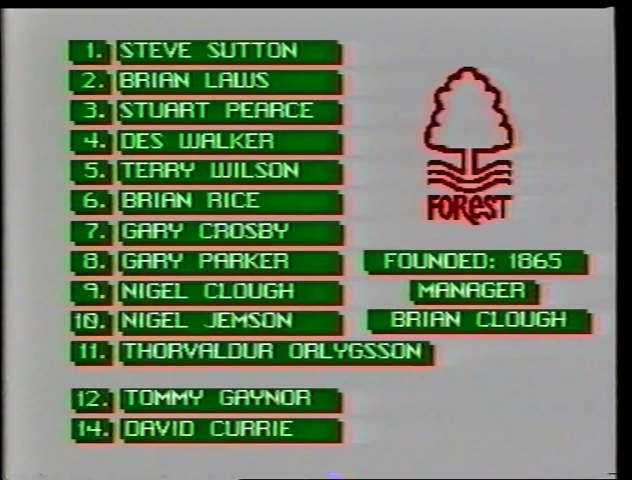 1. STEVE SUTTON
2. BRIAN LAWS
3. STUART PEARCE
4. DES WALKER
5. TERRY WILSON
6. BRIAN RICE
7. GARY CROSBY
8. GARY PARKER
9. NIGEL CLOUGH
10. NIGEL JEMSON
11. THORVALDUR ORLYGSSON
12. TOMMY GAYNOR
14. DAVID CURRIE
FOREST
FOUNDED: 1865
MANAGER
BRIAN CLOUGH